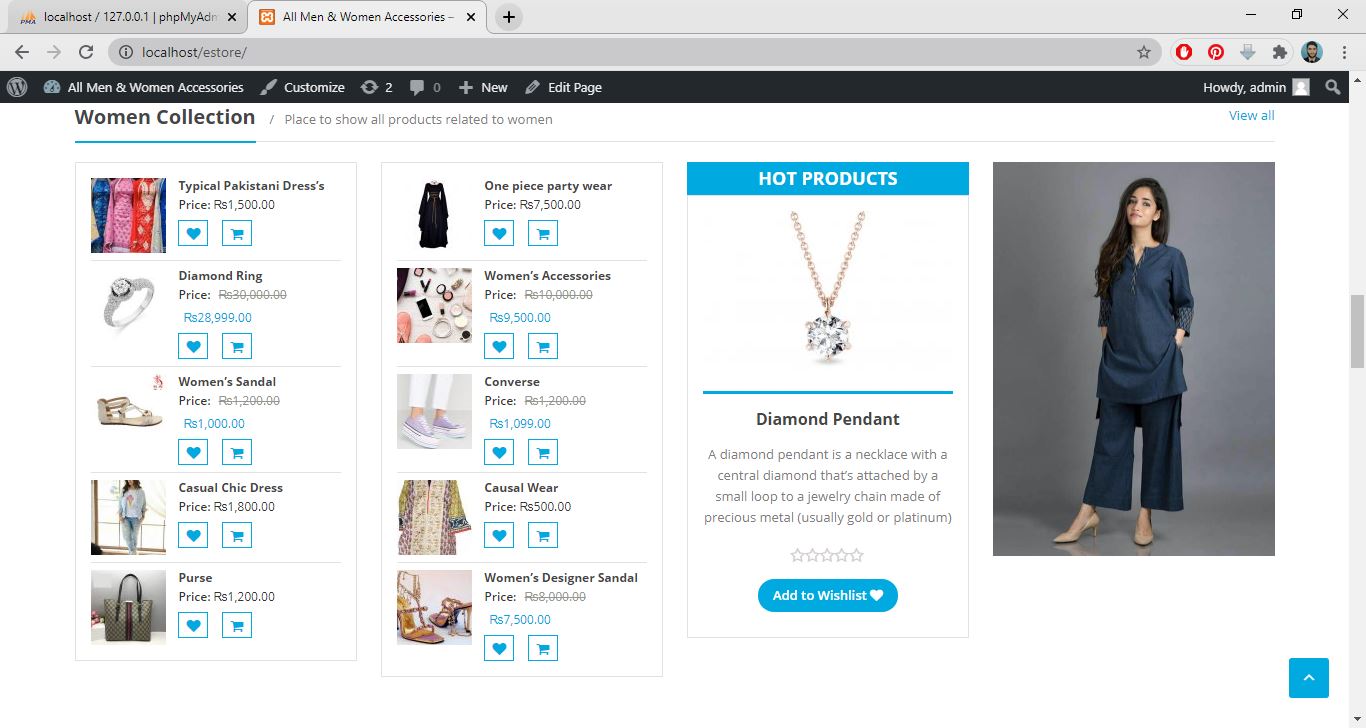 localhost / 127.0.0.1 | phpMyAdm
All Men & Women Accessories –
localhost/estore/
All Men & Women Accessories
Customize
2
0
New
Edit Page
Howdy, admin
Women Collection / Place to show all products related to women
View all
Typical Pakistani Dress’s
Price: ₨1,500.00
Diamond Ring
Price: ₨30,000.00
₨28,999.00
Women’s Sandal
Price: ₨1,200.00
₨1,000.00
Casual Chic Dress
Price: ₨1,800.00
Purse
Price: ₨1,200.00
One piece party wear
Price: ₨7,500.00
Women’s Accessories
Price: ₨10,000.00
₨9,500.00
Converse
Price: ₨1,200.00
₨1,099.00
Causal Wear
Price: ₨500.00
Women’s Designer Sandal
Price: ₨8,000.00
₨7,500.00
HOT PRODUCTS
Diamond Pendant
A diamond pendant is a necklace with a
central diamond that’s attached by a
small loop to a jewelry chain made of
precious metal (usually gold or platinum)
Add to Wishlist